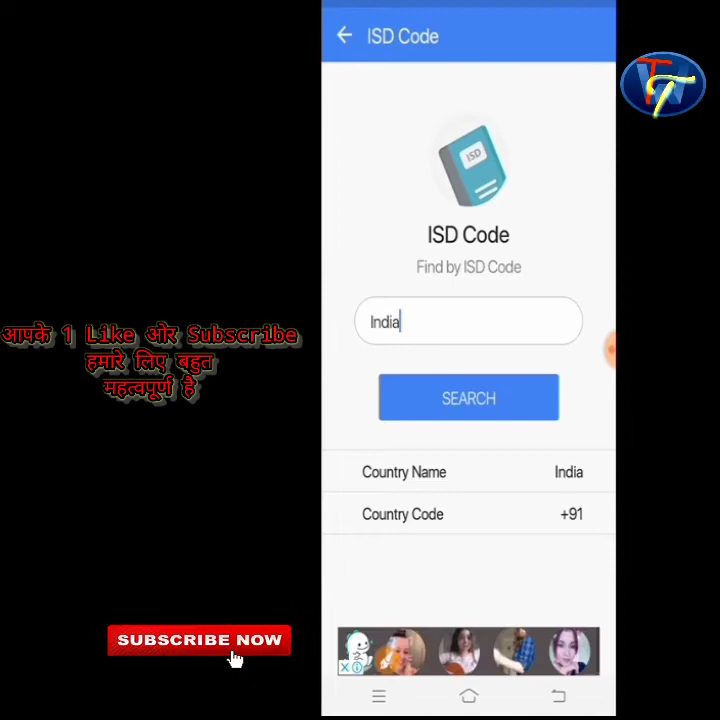 ISD Code
ISD
ISD Code
Find by ISD Code
India
SEARCH
Country Name India
Country Code +91
आपके 1 Like ओर Subscribe
हमारे लिए बहुत
महत्वपूर्ण है
SUBSCRIBE NOW